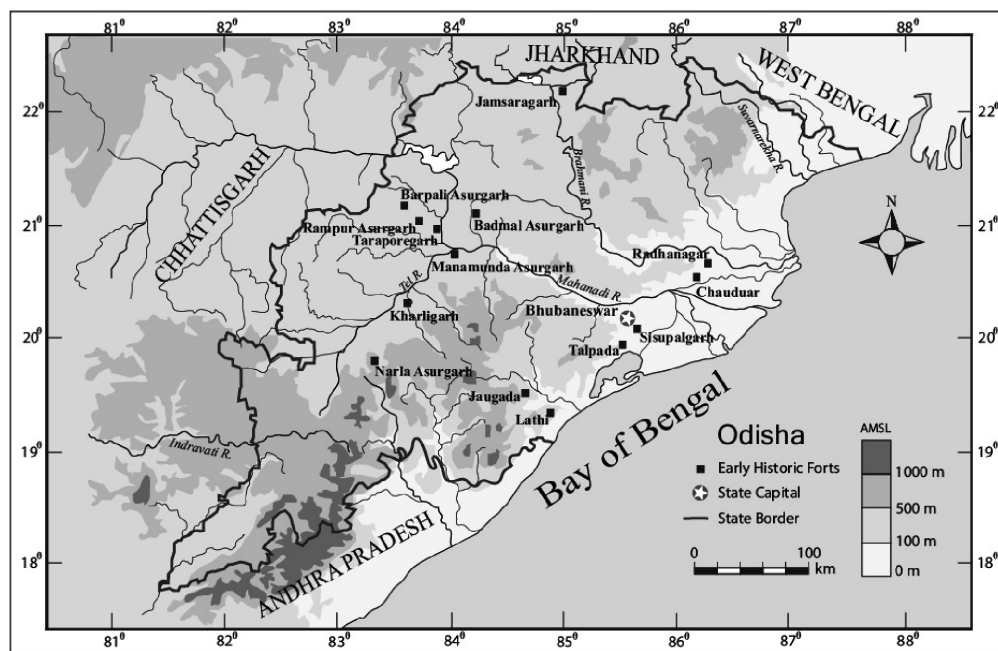 81⁰ 82⁰ 83⁰ 84⁰ 85⁰ 86⁰ 87⁰ 88⁰
JHARKHAND
WEST BENGAL
Jamsaragarh
22⁰
22⁰
Suvarnarekha R.
Brahmani R.
CHHATTISGARH
Barpali Asurgarh
Rampur Asurgarh
Badmal Asurgarh
Taraporegarh
21⁰
21⁰
N
Radhanagar
Manamunda Asurgarh
Tel R.
Mahanadi R.
Chauduar
Kharligarh
Bhubaneswar
Sisupalgarh
20⁰
20⁰
Talpada
Narla Asurgarh
Jaugada
Lathi
Bay of Bengal
Indravati R.
19⁰
19⁰
Odisha
Early Historic Forts
State Capital
State Border
0 100
km
AMSL
1000 m
500 m
100 m
0 m
18⁰
18⁰
ANDHRA PRADESH
81⁰ 82⁰ 83⁰ 84⁰ 85⁰ 86⁰ 87⁰ 88⁰